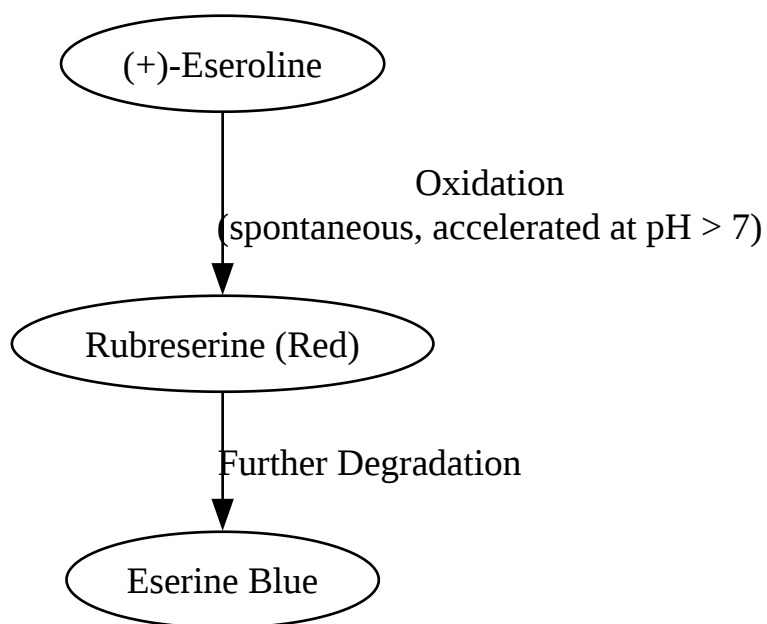 (+)-Eseroline
Oxidation
(spontaneous, accelerated at pH > 7)
Rubreserine (Red)
Further Degradation
Eserine Blue